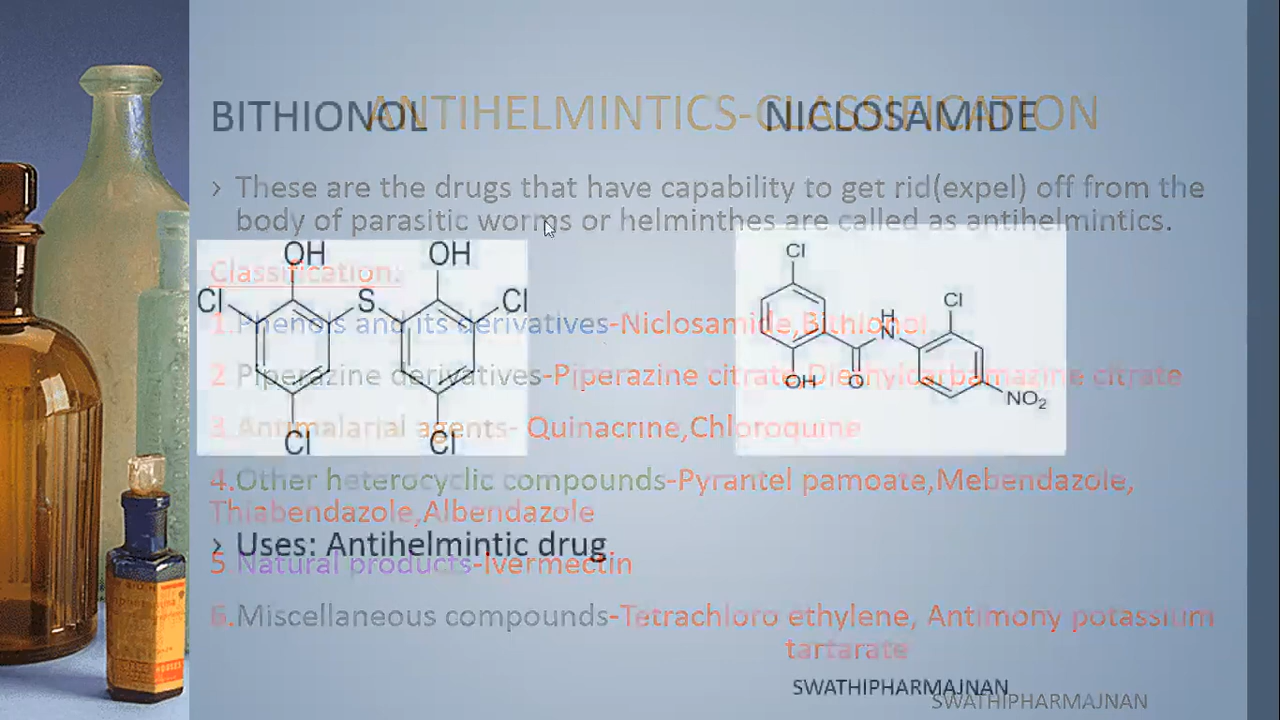 BITHIONOL
NICLOSAMIDE
ANTIHELMINTICS-CLASSIFICATION
› These are the drugs that have capability to get rid(expel) off from the
body of parasitic worms or helminthes are called as antihelmintics.
Classification:
1.Phenols and its derivatives-Niclosamide,Bithionol
2.Piperazine derivatives-Piperazine citrate,Diethylcarbamazine citrate
3.Antimalarial agents- Quinacrine,Chloroquine
4.Other heterocyclic compounds-Pyrantel pamoate,Mebendazole,
Thiabendazole,Albendazole
5.Natural products-Ivermectin
6.Miscellaneous compounds-Tetrachloro ethylene, Antimony potassium
tartarate
OH OH
Cl S Cl
Cl Cl
Cl
Cl
H
N
OH O
NO2
› Uses: Antihelmintic drug
SWATHIPHARMAJNAN
SWATHIPHARMAJNAN